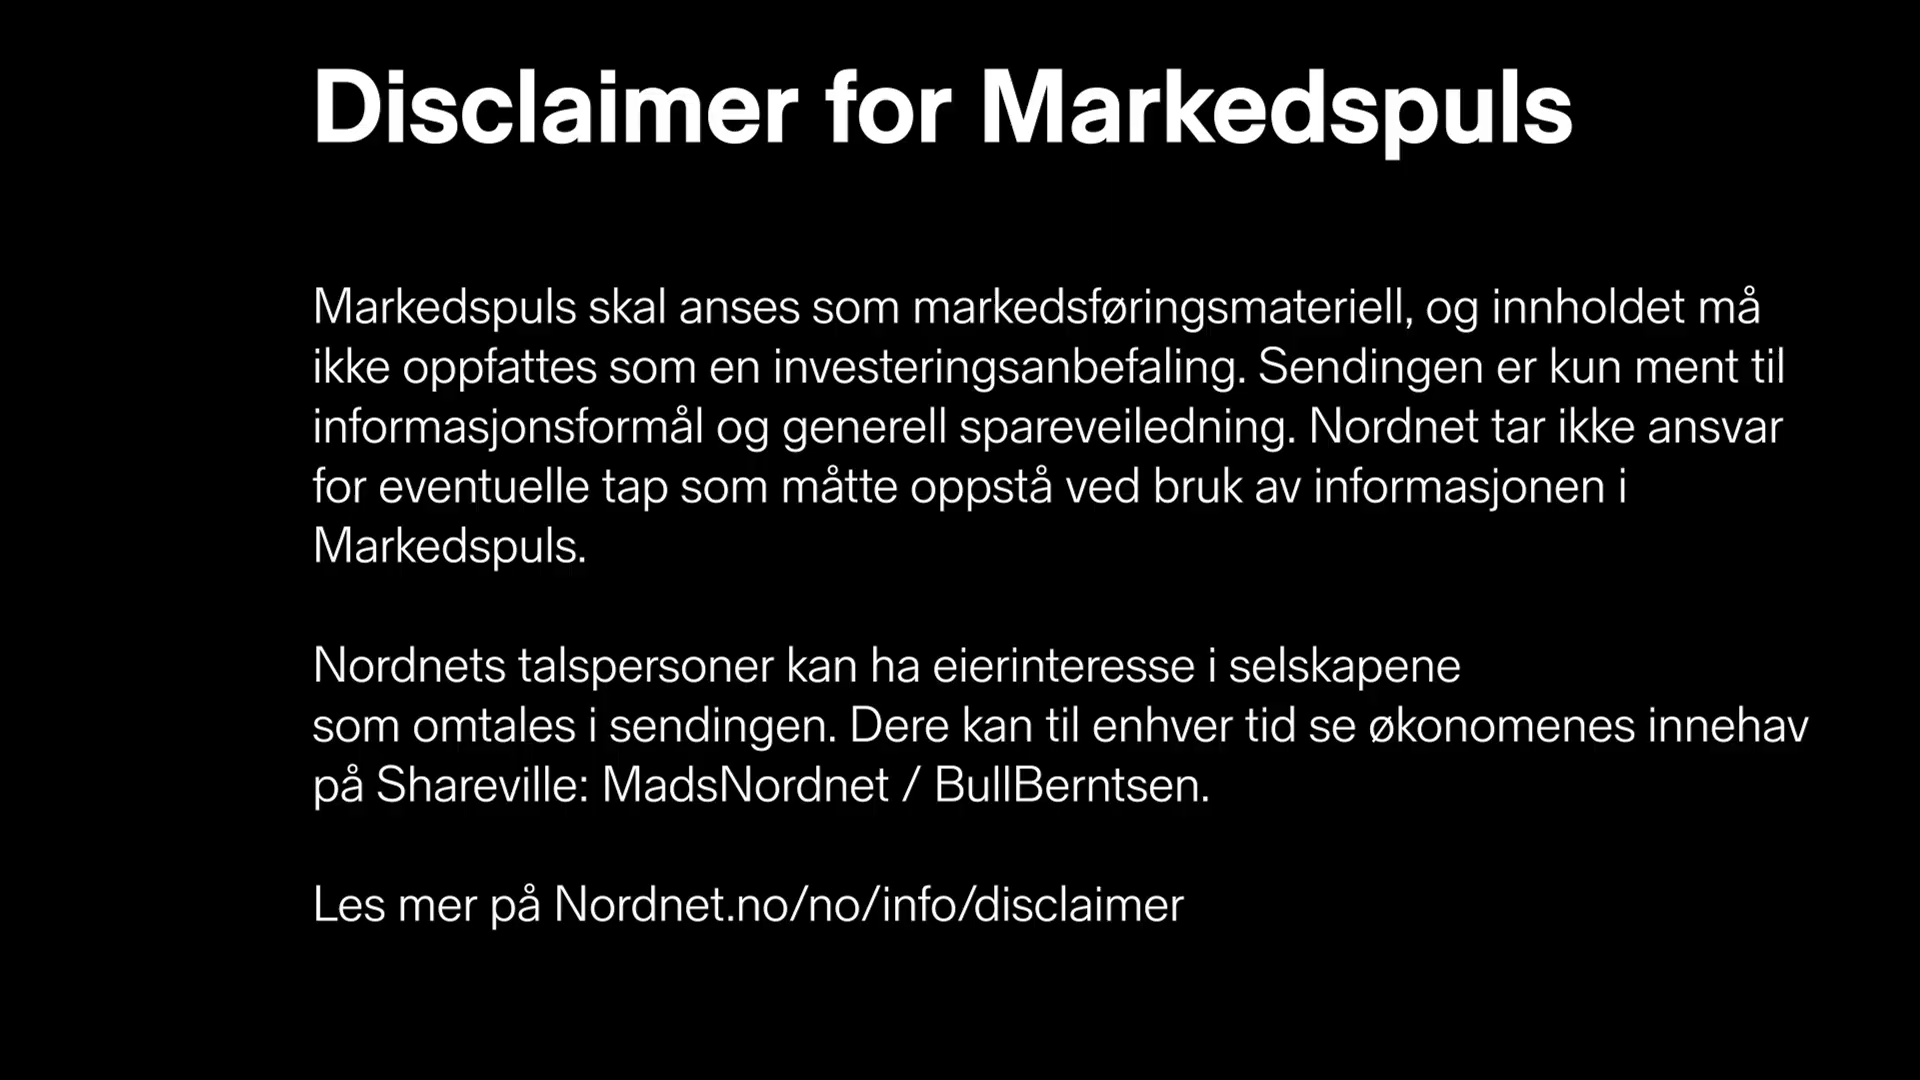 Disclaimer for Markedspuls
Markedspuls skal anses som markedsføringsmateriell, og innholdet må
ikke oppfattes som en investeringsanbefaling. Sendingen er kun ment til
informasjonsformål og generell spareveiledning. Nordnet tar ikke ansvar
for eventuelle tap som måtte oppstå ved bruk av informasjonen i
Markedspuls.
Nordnets talspersoner kan ha eierinteresse i selskapene
som omtales i sendingen. Dere kan til enhver tid se økonomenes innehav
på Shareville: MadsNordnet / BullBerntsen.
Les mer på Nordnet.no/no/info/disclaimer